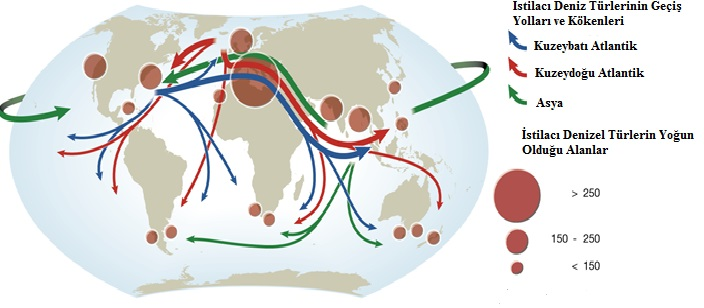 İstilacı Deniz Türlerinin Geçiş
Yolları ve Kökenleri
Kuzeybatı Atlantik
Kuzeydoğu Atlantik
Asya
İstilacı Denizel Türlerin Yoğun
Olduğu Alanlar
> 250
150 - 250
< 150